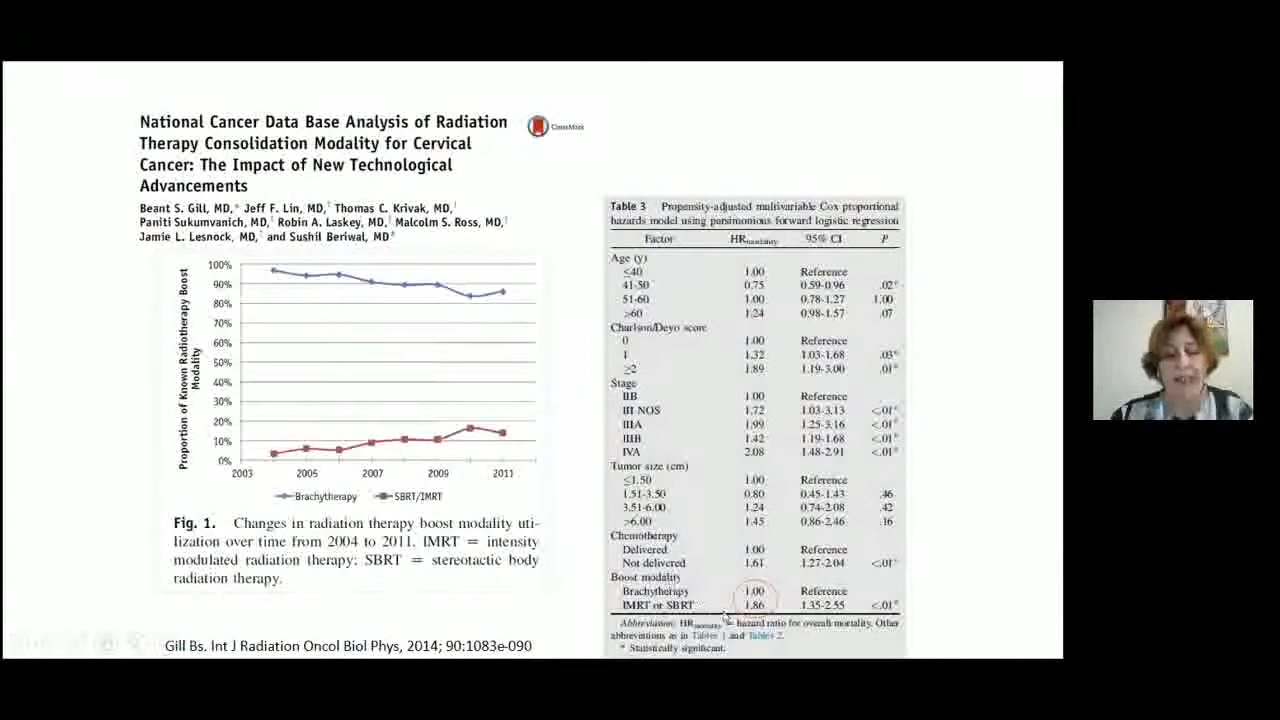 National Cancer Data Base Analysis of Radiation
Therapy Consolidation Modality for Cervical
Cancer: The Impact of New Technological
Advancements
CrossMark
Beant S. Gill, MD,* Jeff F. Lin, MD,† Thomas C. Krivak, MD,
Paniti Sukumvanich, MD, Robin A. Laskey, MD, Malcolm S. Ross, MD,
Jamie L. Lesnock, MD, and Sushil Beriwal, MD*
Proportion of Known Radiotherapy Boost
Modality
100%
90%
80%
70%
60%
50%
40%
30%
20%
10%
0%
2003 2005 2007 2009 2011
Brachytherapy SBRT/IMRT
Fig. 1. Changes in radiation therapy boost modality uti-
lization over time from 2004 to 2011. IMRT = intensity
modulated radiation therapy; SBRT = stereotactic body
radiation therapy.
Gill Bs. Int J Radiation Oncol Biol Phys, 2014; 90:1083e-090
Table 3 Propensity-adjusted multivariable Cox proportional
hazards model using parsimonious forward logistic regression
Factor HRmortality 95% CI P
Age (y)
≤40 1.00 Reference
41-50 0.75 0.59-0.96 .02*
51-60 1.00 0.78-1.27 1.00
>60 1.24 0.98-1.57 .07
Charlson/Deyo score
0 1.00 Reference
1 1.32 1.03-1.68 .03*
≥2 1.89 1.19-3.00 .01*
Stage
IIB 1.00 Reference
III NOS 1.72 1.03-3.13 <.01*
IIIA 1.99 1.25-3.16 <.01*
IIIB 1.42 1.19-1.68 <.01*
IVA 2.08 1.48-2.91 <.01*
Tumor size (cm)
≤1.50 1.00 Reference
1.51-3.50 0.80 0.45-1.43 .46
3.51-6.00 1.24 0.74-2.08 .42
>6.00 1.45 0.86-2.46 .16
Chemotherapy
Delivered 1.00 Reference
Not delivered 1.61 1.27-2.04 <.01*
Boost modality
Brachytherapy 1.00 Reference
IMRT or SBRT 1.86 1.35-2.55 <.01*
Abbreviation: HRmortality = hazard ratio for overall mortality. Other
abbreviations as in Tables 1 and Tables 2.
* Statistically significant.